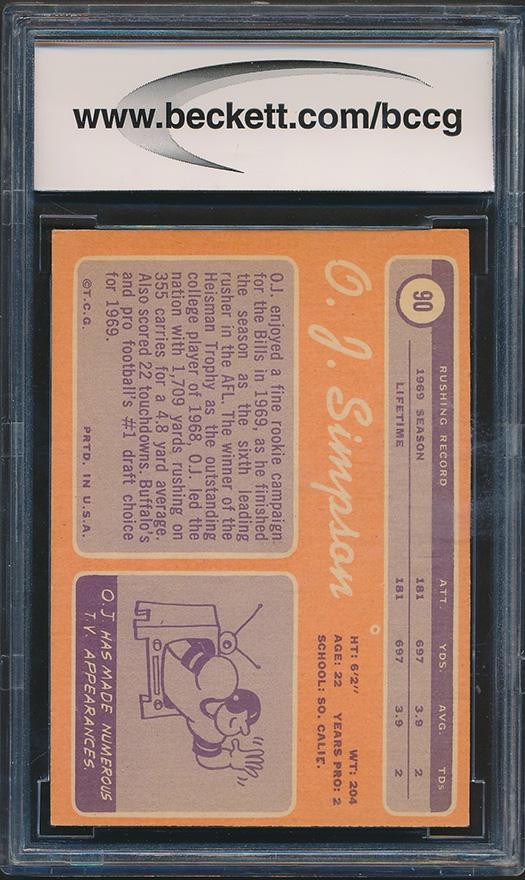 www.beckett.com/bccg
90
RUSHING RECORD ATT. YDS. AVG. TDs
1969 SEASON 181 697 3.9 2
LIFETIME 181 697 3.9 2
O. J. Simpson
HT: 6'2" WT: 204
AGE: 22 YEARS PRO: 2
SCHOOL: SO. CALIF.
O.J. enjoyed a fine rookie campaign
for the Bills in 1969, as he finished
the season as the sixth leading
rusher in the AFL. The winner of the
Heisman Trophy as the outstanding
college player of 1968, O.J. led the
nation with 1,709 yards rushing on
355 carries for a 4.8 yard average.
Also scored 22 touchdowns. Buffalo's
and pro football's #1 draft choice
for 1969.
©T.C.G. PRTD. IN U.S.A.
O.J HAS MADE NUMEROUS
T.V. APPEARANCES.